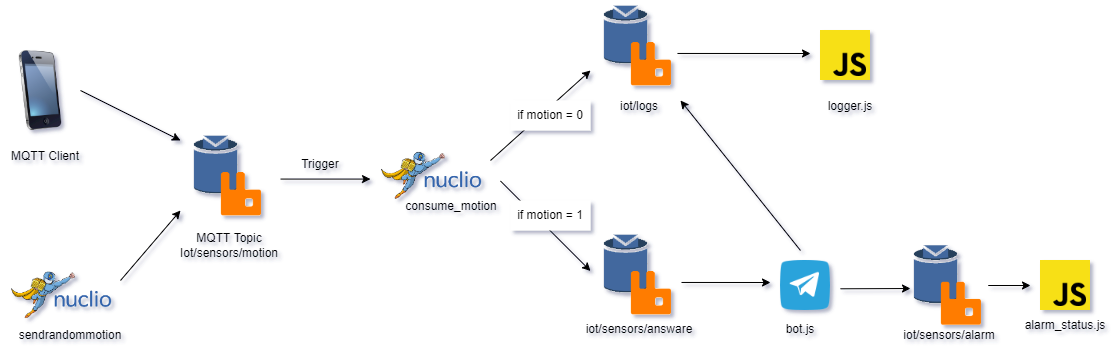 if motion = 0
JS
iot/logs
logger.js
MQTT Client
Trigger
nuclio
consume_motion
if motion = 1
MQTT Topic
Iot/sensors/motion
nuclio
sendrandommotion
iot/sensors/answare
bot.js
iot/sensors/alarm
JS
alarm_status.js